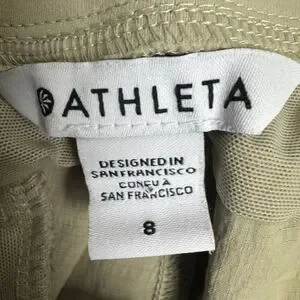 ATHLETA
DESIGNED IN
SAN FRANCISCO
CONÇU À
SAN FRANCISCO
8